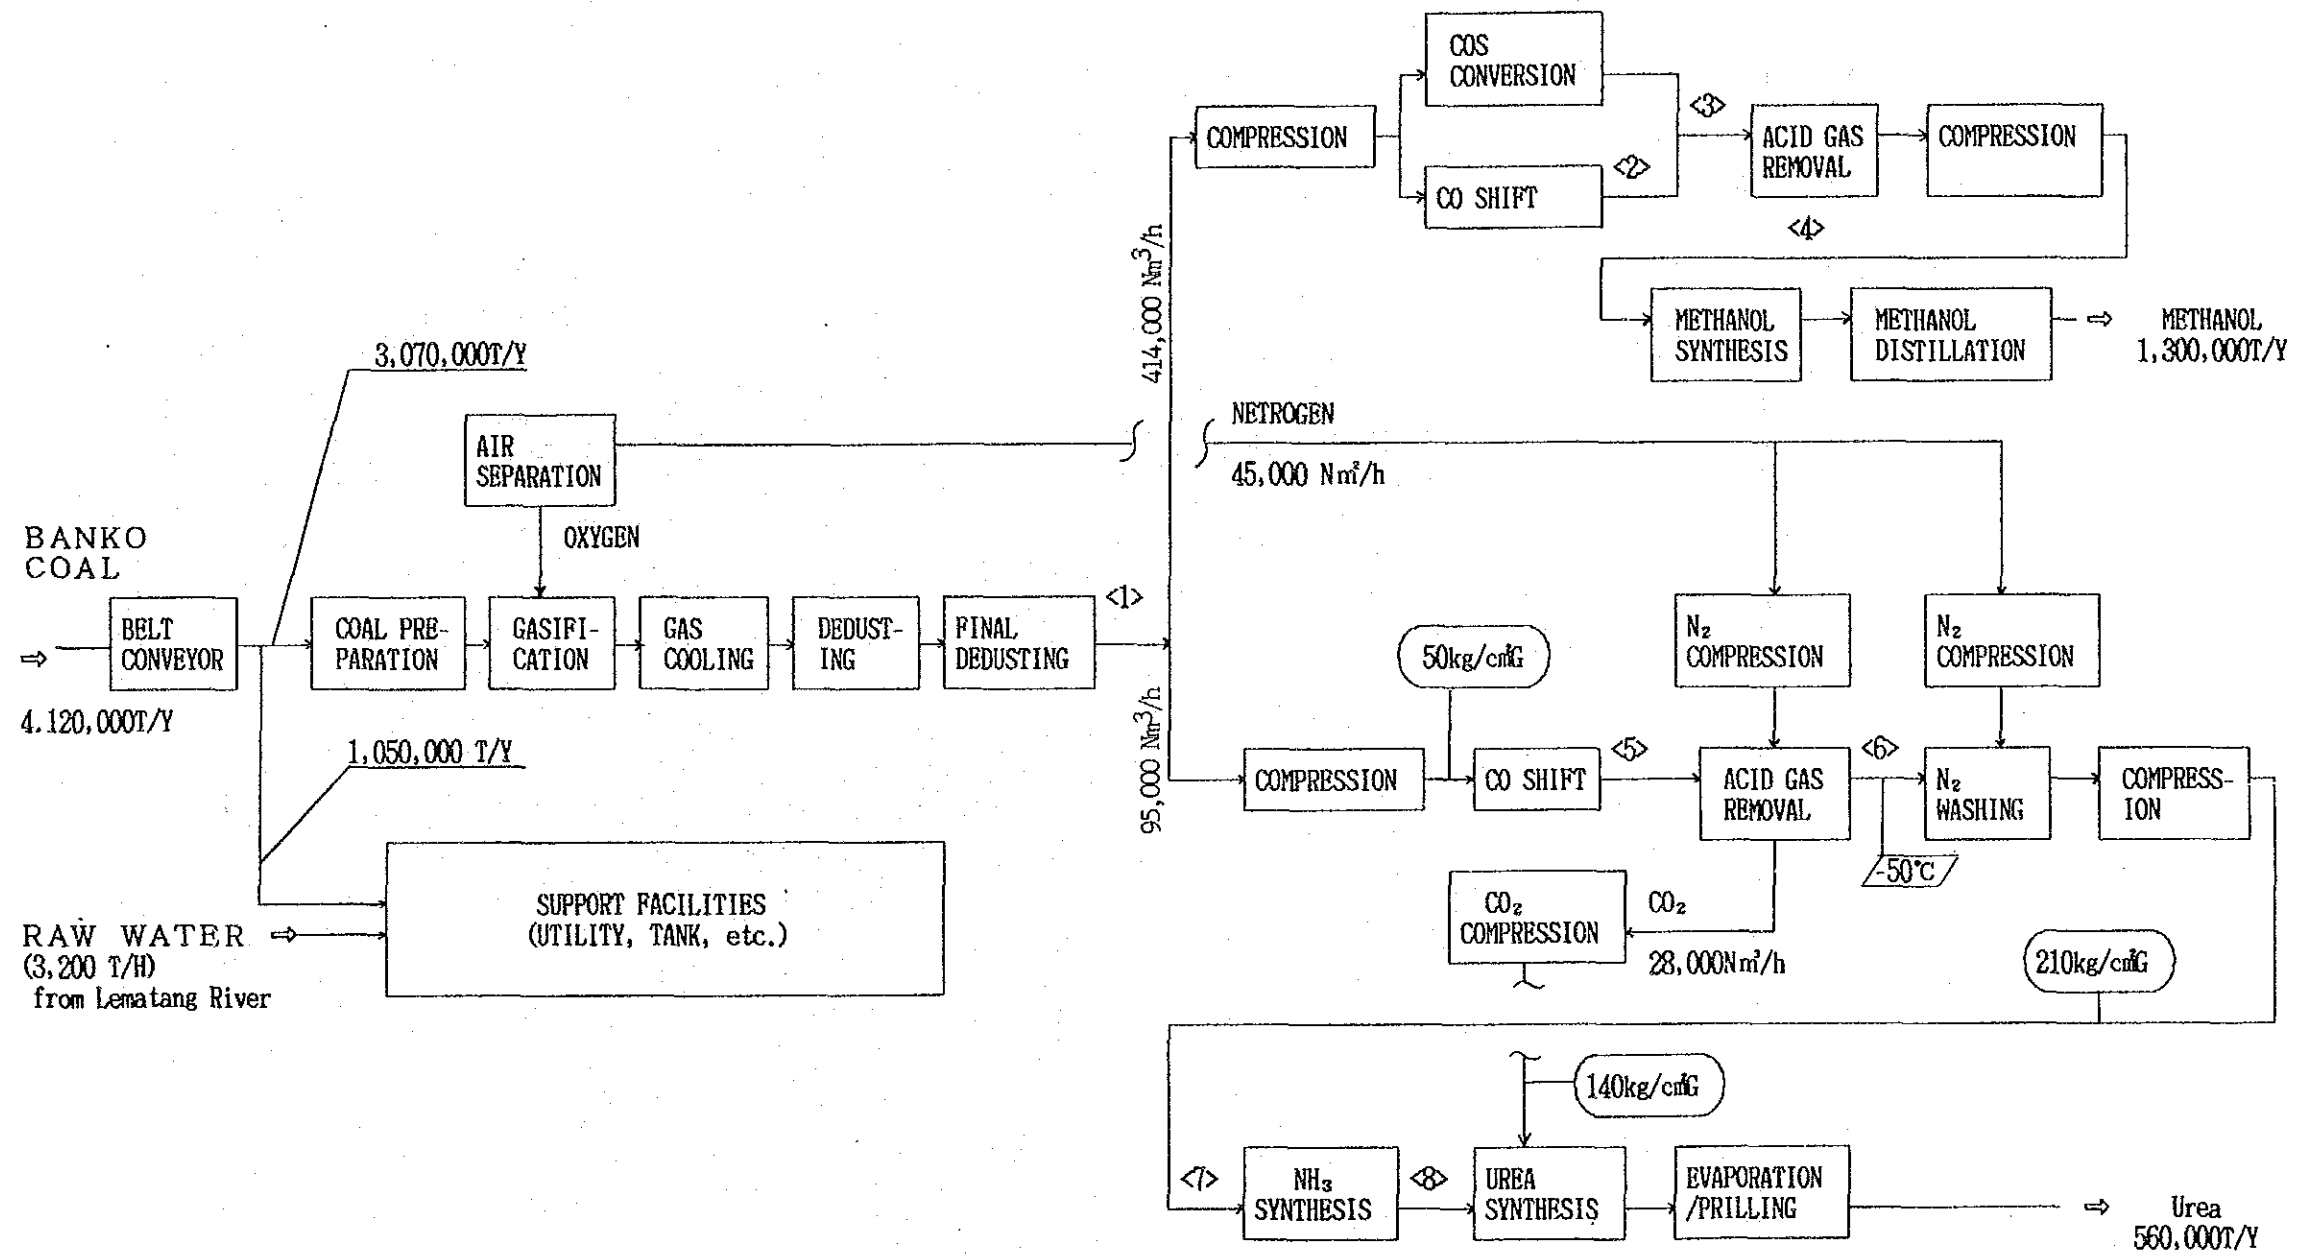 COS
CONVERSION
<3>
COMPRESSION
ACID GAS
REMOVAL
COMPRESSION
<2>
CO SHIFT
<4>
414,000 Nm³/h
METHANOL
SYNTHESIS
METHANOL
DISTILLATION
METHANOL
1,300,000T/Y
3,070,000T/Y
NETROGEN
45,000 Nm³/h
AIR
SEPARATION
OXYGEN
BANKO
COAL
<1>
BELT
CONVEYOR
COAL PRE-
PARATION
GASIFI-
CATION
GAS
COOLING
DEDUST-
ING
FINAL
DEDUSTING
4.120,000T/Y
1,050,000 T/Y
95,000 Nm³/h
50kg/cm²G
N₂
COMPRESSION
N₂
COMPRESSION
COMPRESSION
CO SHIFT
<5>
ACID GAS
REMOVAL
<6>
N₂
WASHING
COMPRESS-
ION
-50°C
CO₂
COMPRESSION
CO₂
28,000Nm³/h
SUPPORT FACILITIES
(UTILITY, TANK, etc.)
RAW WATER
(3,200 T/H)
from Lematang River
210kg/cm²G
140kg/cm²G
<7>
NH₃
SYNTHESIS
<8>
UREA
SYNTHESIS
EVAPORATION
/PRILLING
Urea
560,000T/Y